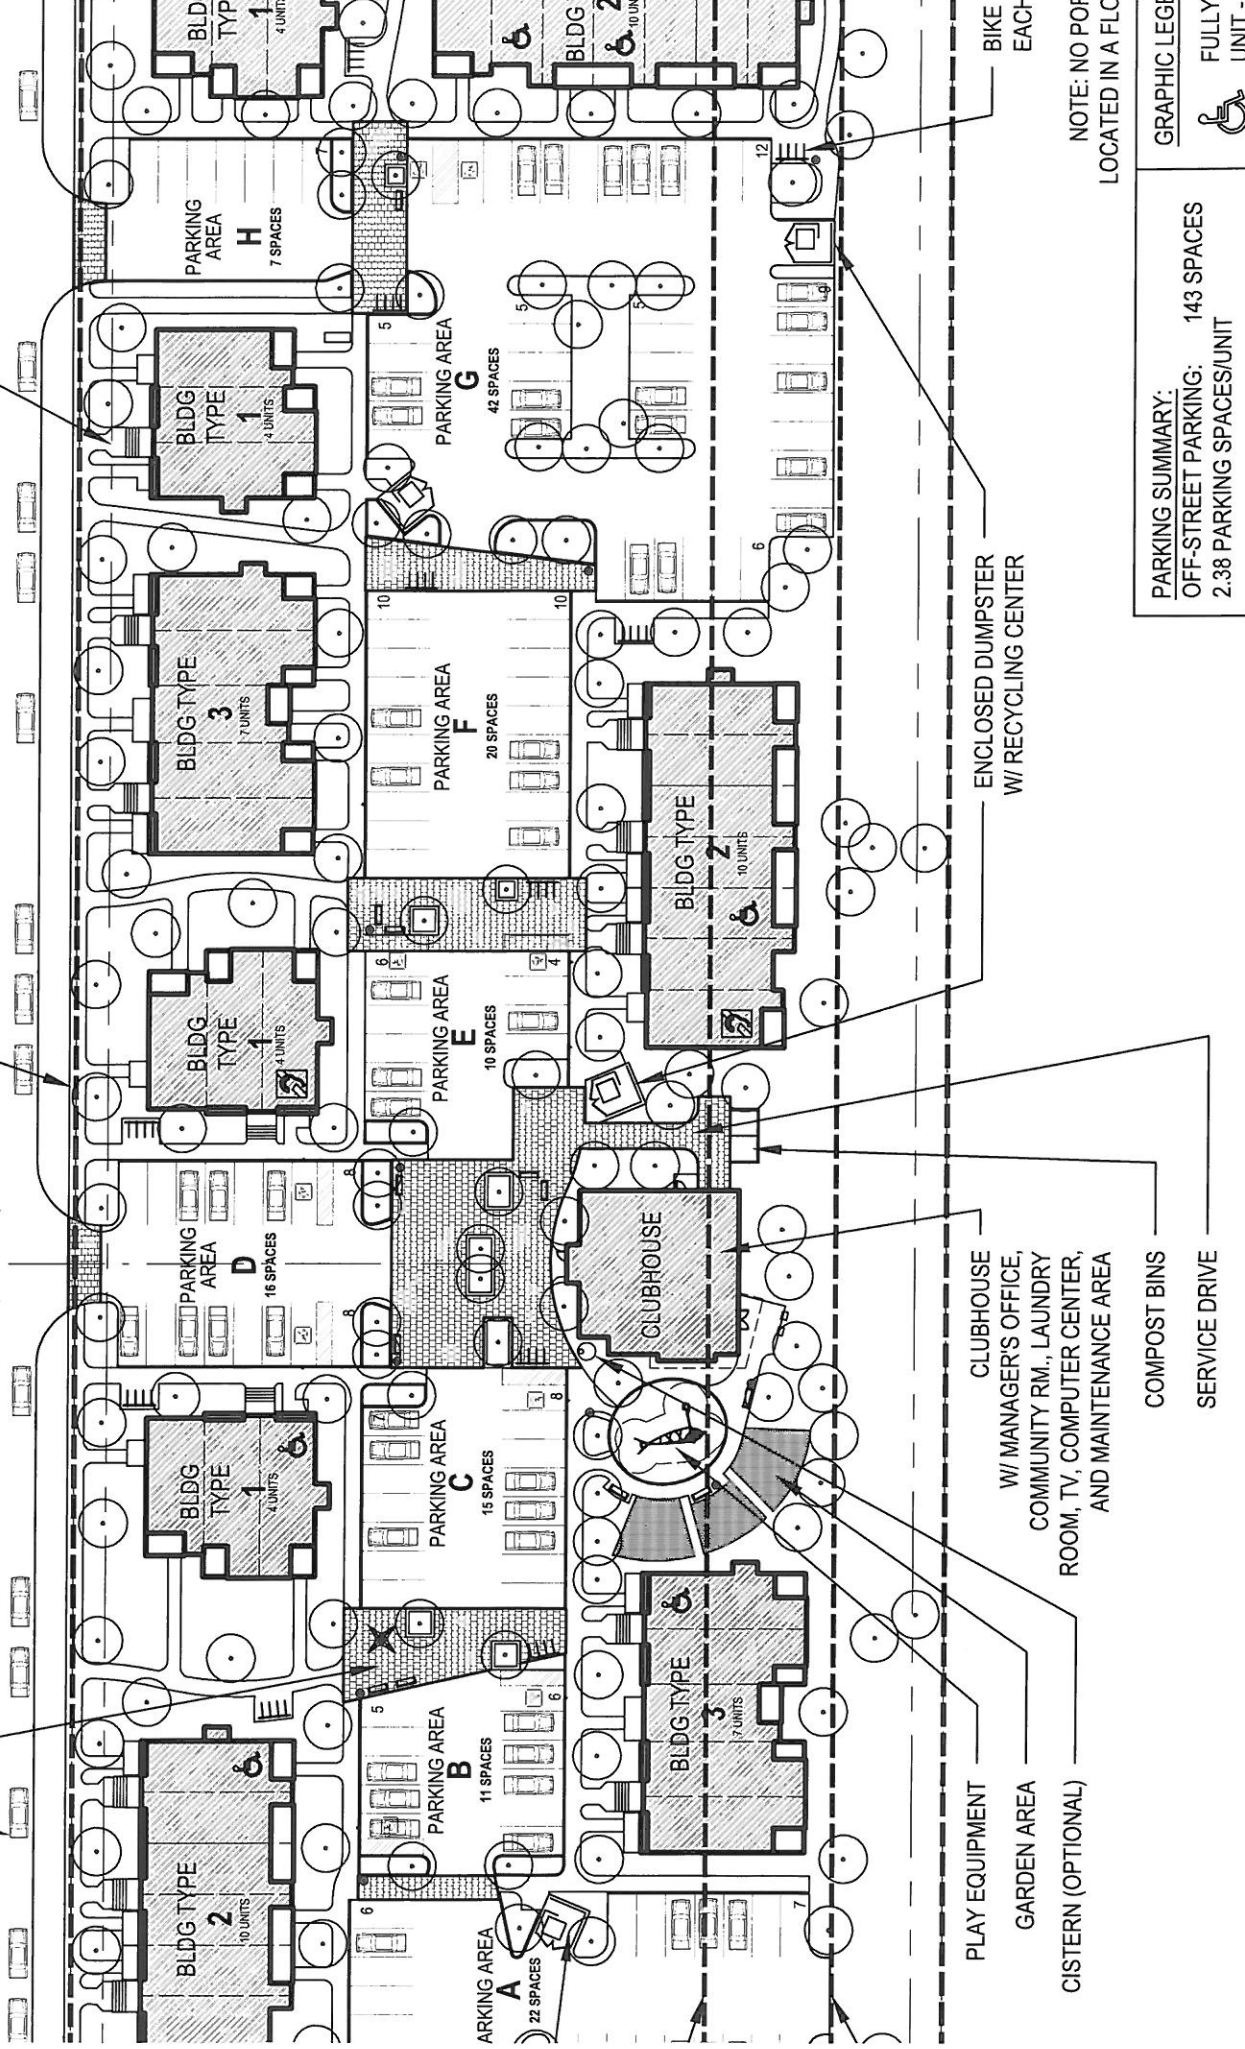 BLD
TYP
1
4 UNIT
BLDG
2
10 UN
BIKE
EACH
NOTE: NO POR
LOCATED IN A FLO
GRAPHIC LEGE
FULLY
UNIT -
PARKING SUMMARY:
OFF-STREET PARKING: 143 SPACES
2.38 PARKING SPACES/UNIT
PARKING
AREA
H
7 SPACES
7
12
BLDG
TYPE
1
4 UNITS
5
PARKING AREA
G
42 SPACES
5
5
9
6
BLDG TYPE
3
7 UNITS
10
10
PARKING AREA
F
20 SPACES
BLDG TYPE
2
10 UNITS
ENCLOSED DUMPSTER
W/ RECYCLING CENTER
BLDG
TYPE
1
4 UNITS
6
4
PARKING AREA
E
10 SPACES
PARKING
AREA
D
16 SPACES
8
8
CLUBHOUSE
CLUBHOUSE
W/ MANAGER'S OFFICE,
COMMUNITY RM., LAUNDRY
ROOM, TV, COMPUTER CENTER,
AND MAINTENANCE AREA
COMPOST BINS
SERVICE DRIVE
BLDG
TYPE
1
4 UNITS
PARKING AREA
C
15 SPACES
8
BLDG TYPE
3
7 UNITS
5
6
PARKING AREA
B
11 SPACES
PLAY EQUIPMENT
GARDEN AREA
CISTERN (OPTIONAL)
BLDG TYPE
2
10 UNITS
6
7
ARKING AREA
A
22 SPACES